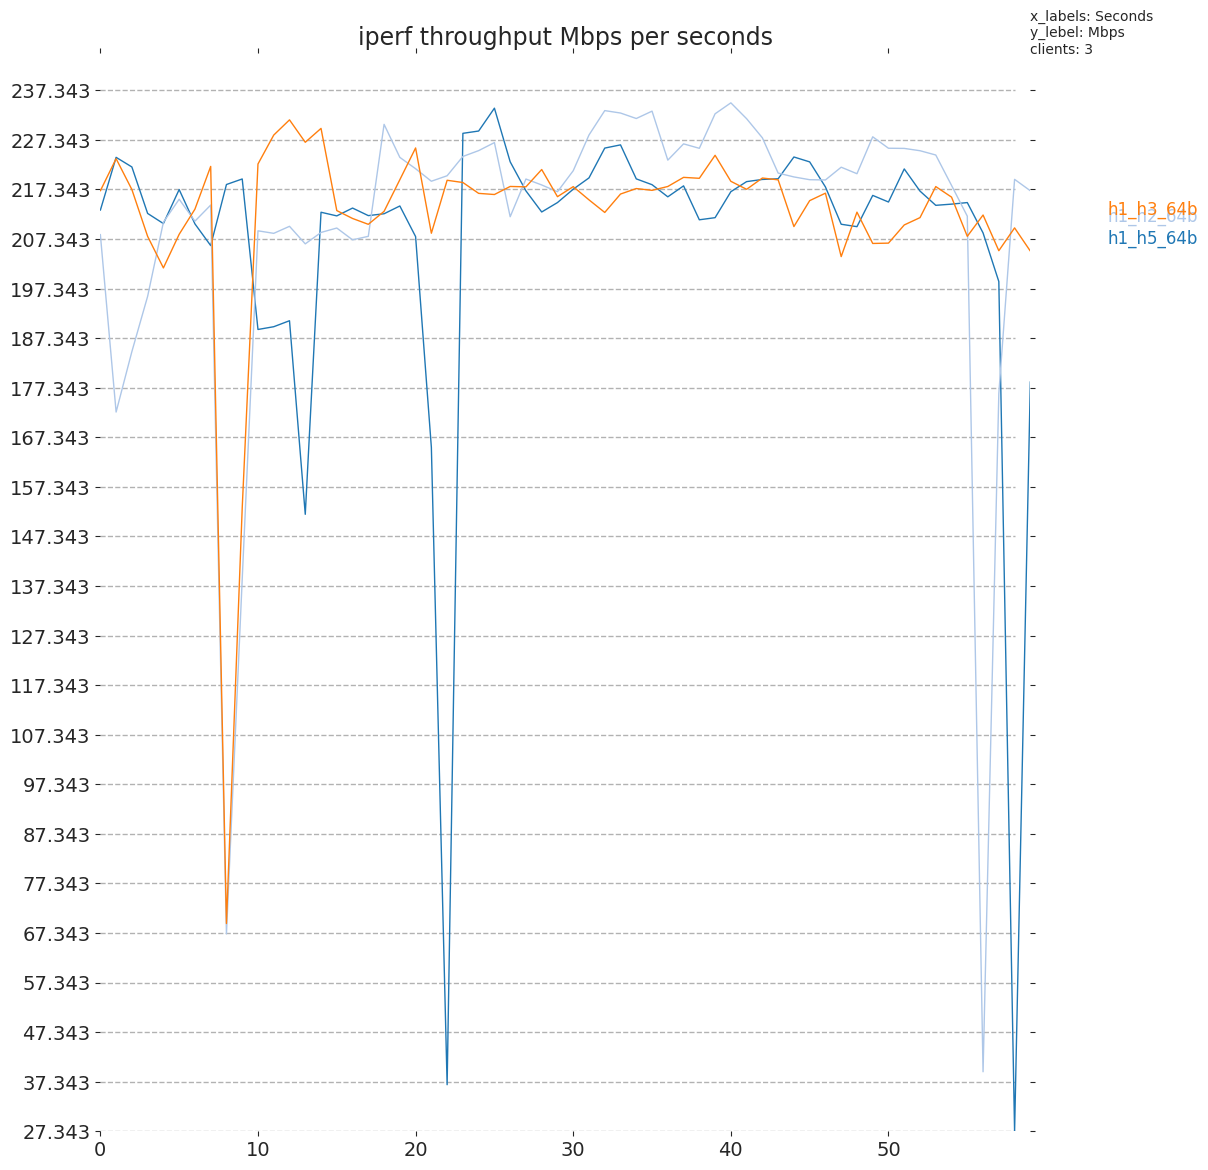 x_labels: Seconds
y_lebel: Mbps
clients: 3
iperf throughput Mbps per seconds
237.343
227.343
217.343
207.343
197.343
187.343
177.343
167.343
157.343
147.343
137.343
127.343
117.343
107.343
97.343
87.343
77.343
67.343
57.343
47.343
37.343
27.343
0 10 20 30 40 50
h1_h3_64b
h1_h2_64b
h1_h5_64b